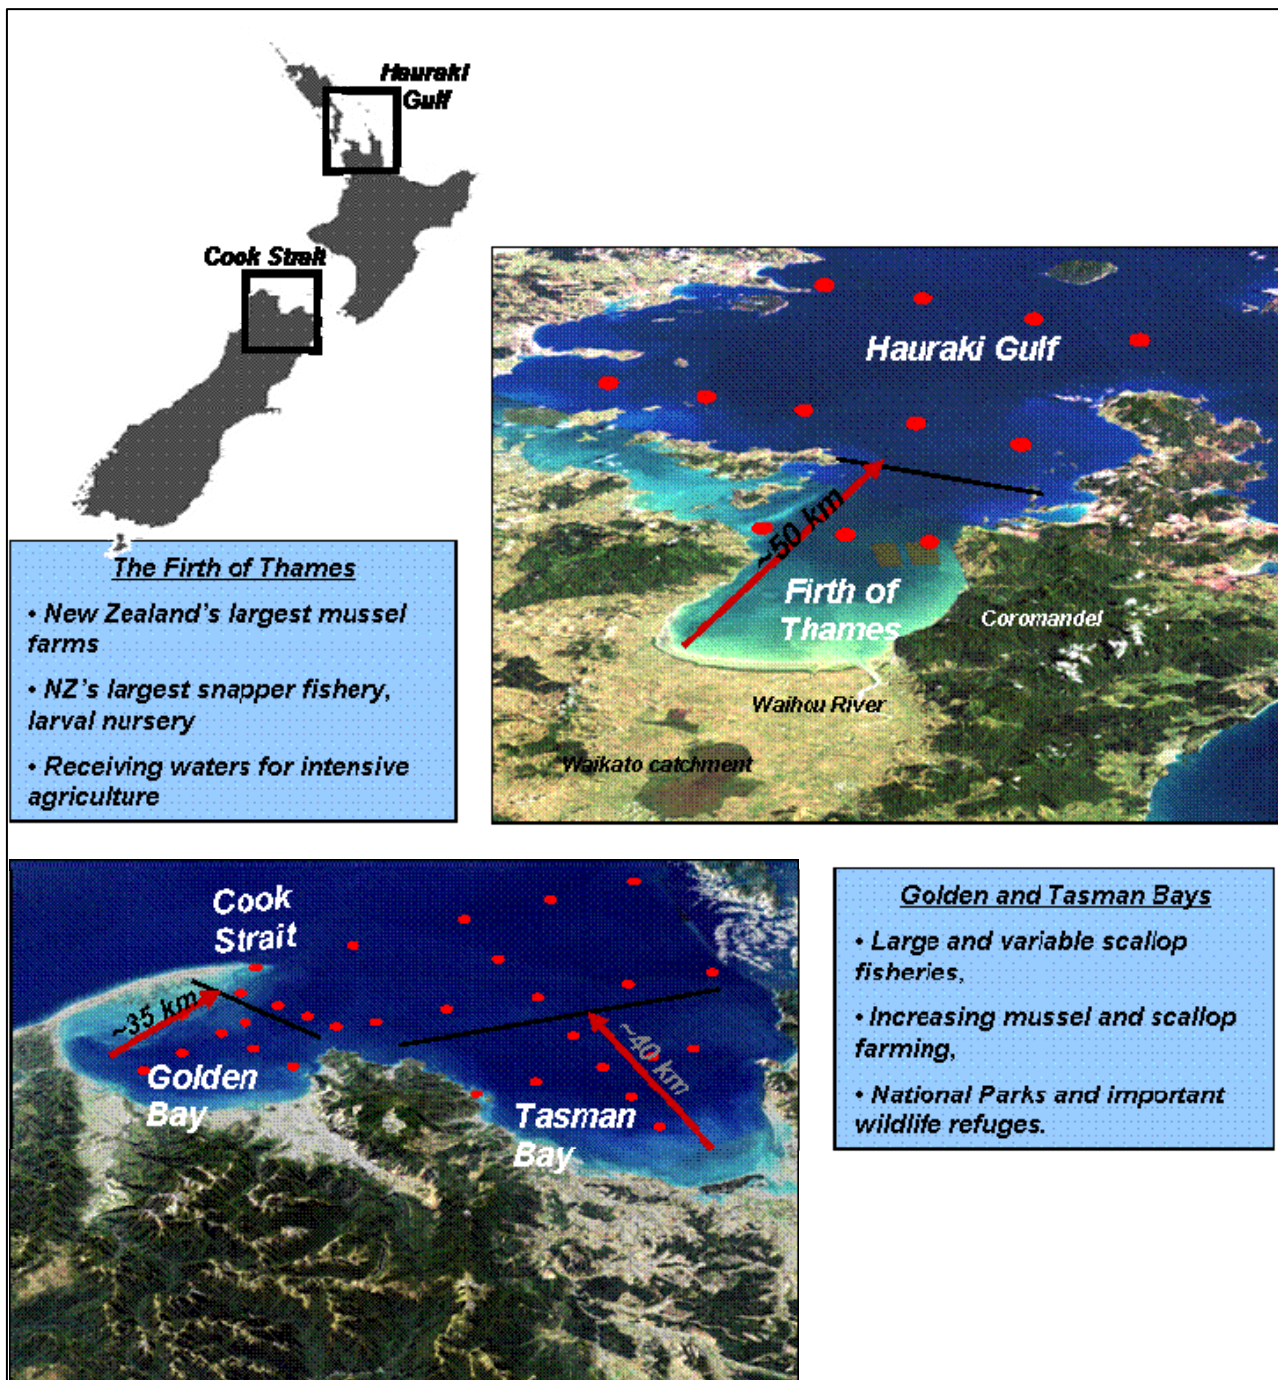 Hauraki
Gulf
Cook Strait
Hauraki Gulf
~50 km
Firth of
Thames
Coromandel
Waihou River
Waikato catchment
The Firth of Thames
• New Zealand's largest mussel
farms
• NZ's largest snapper fishery,
larval nursery
• Receiving waters for intensive
agriculture
Cook
Strait
~35 km
Golden
Bay
~40 km
Tasman
Bay
Golden and Tasman Bays
• Large and variable scallop
fisheries,
• Increasing mussel and scallop
farming,
• National Parks and important
wildlife refuges.